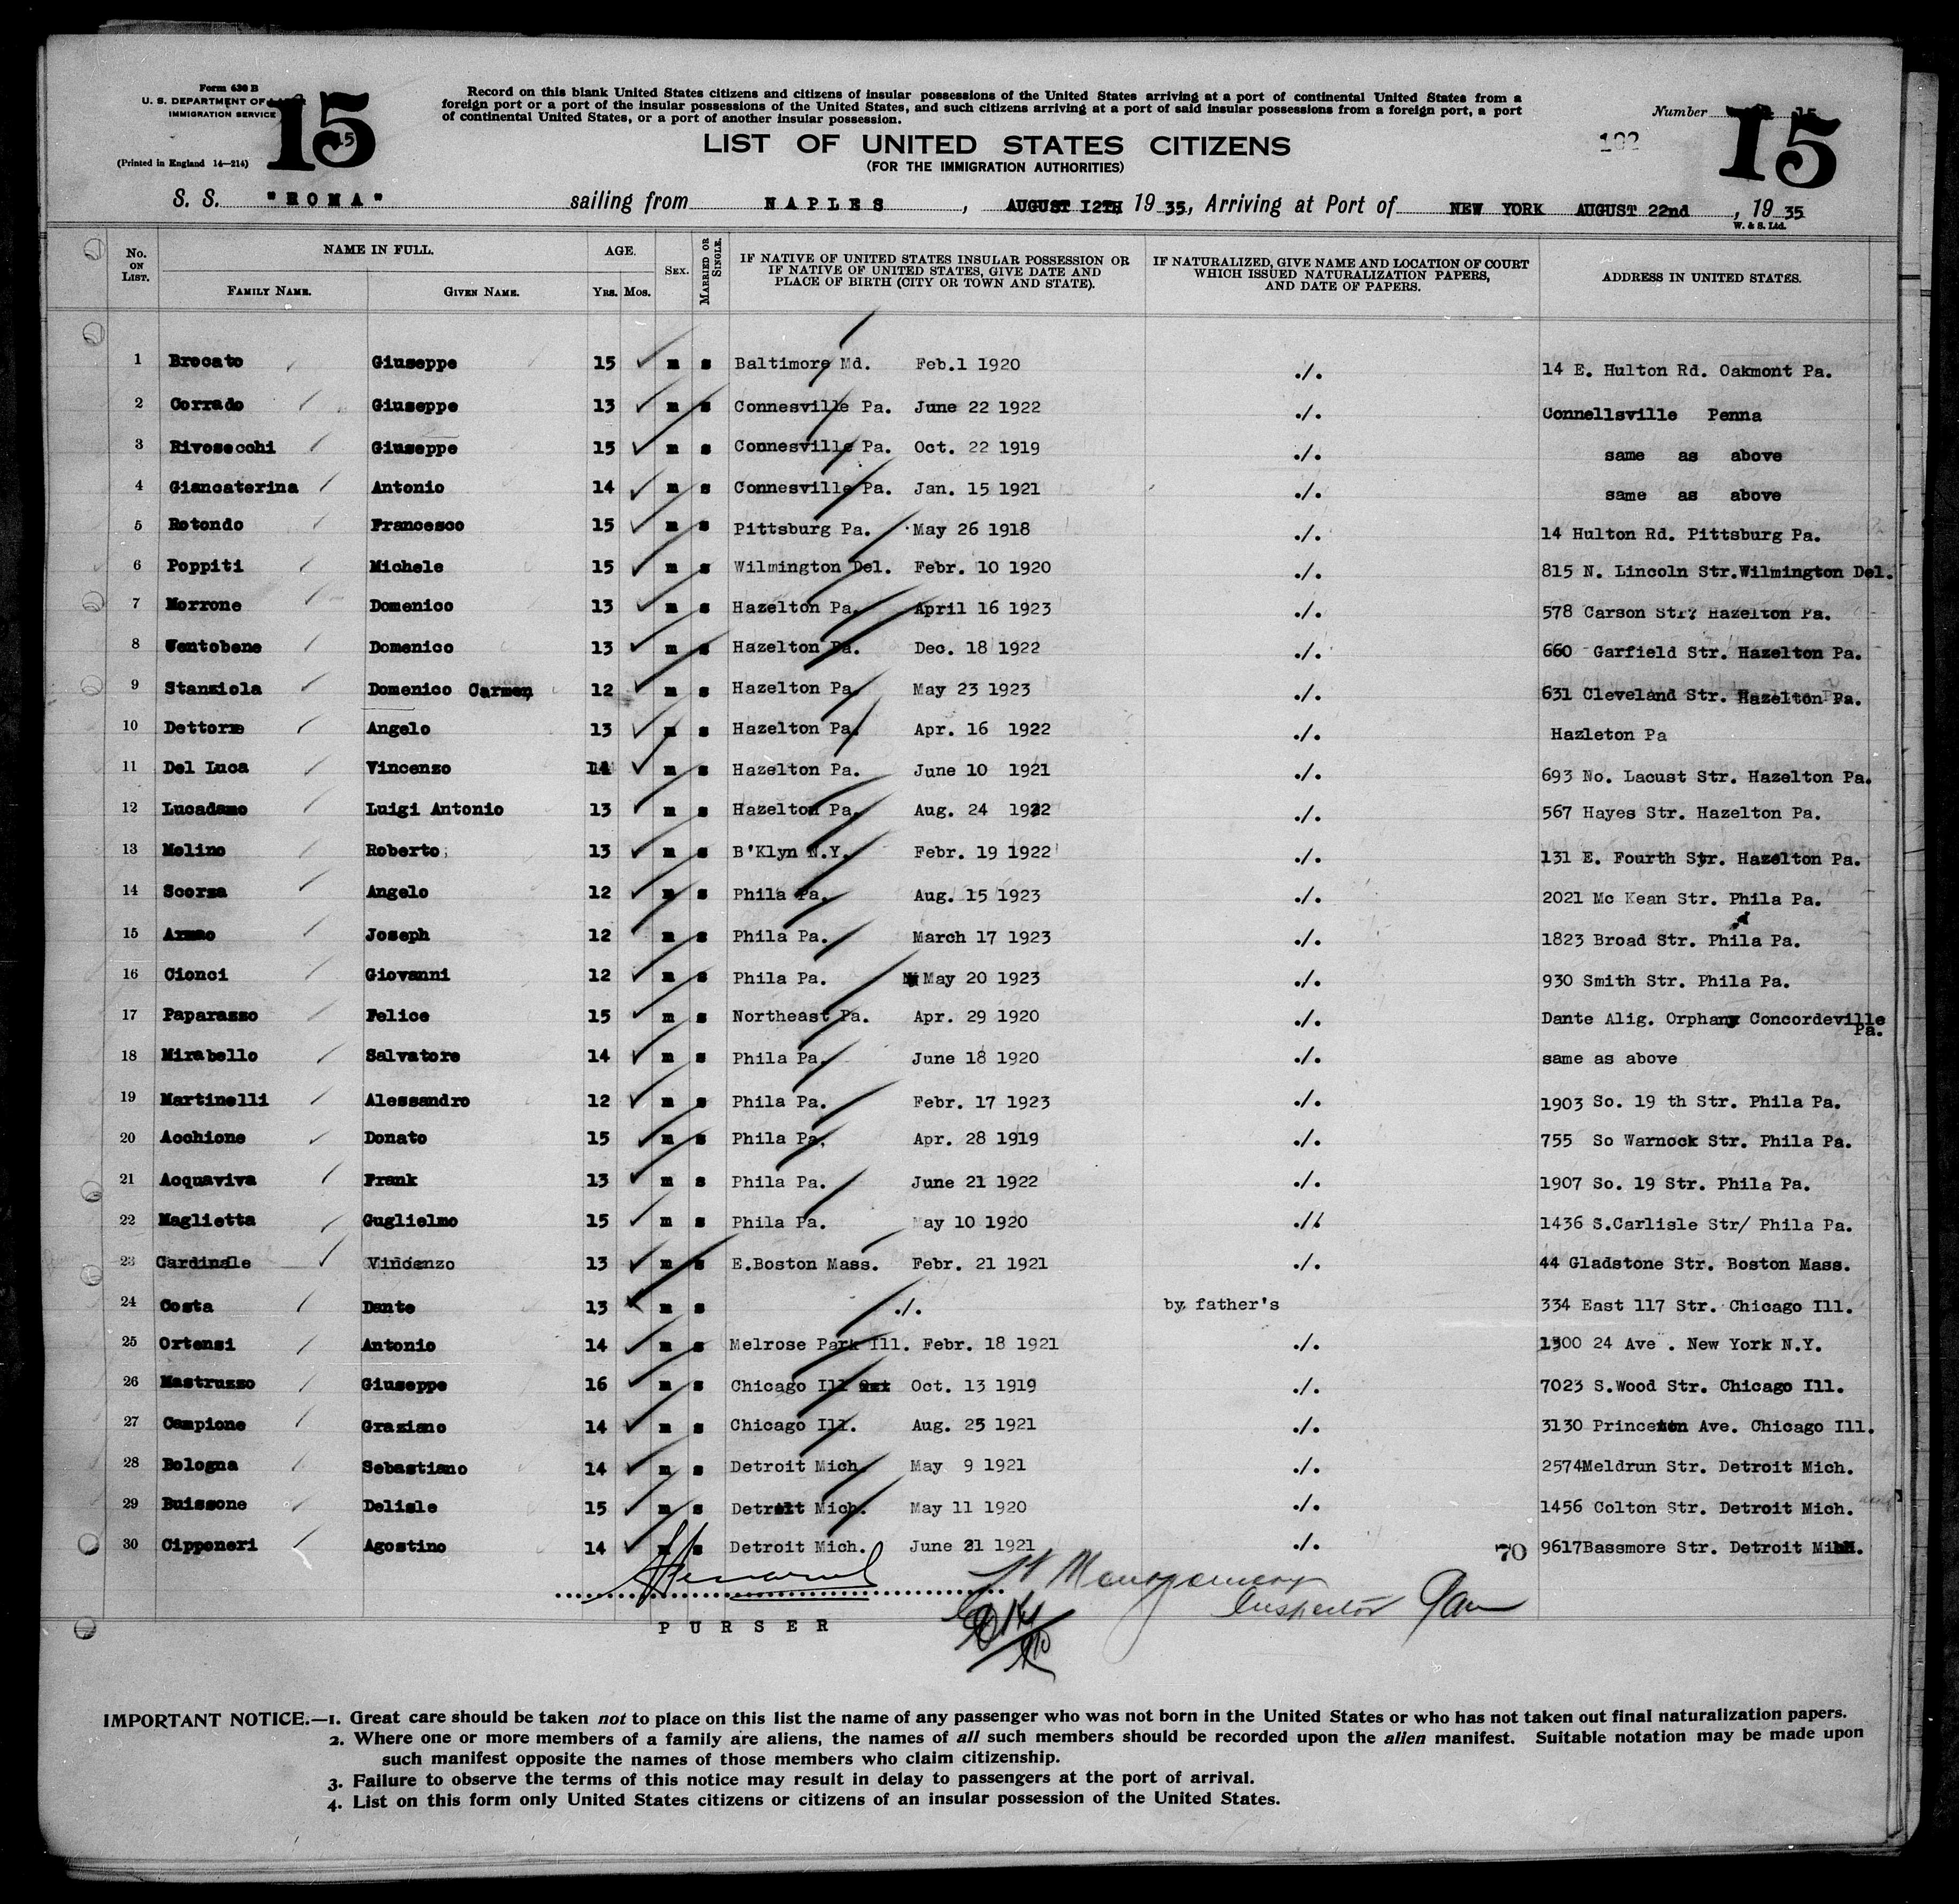 Form 630 B
U. S. DEPARTMENT OF LABOR
IMMIGRATION SERVICE
15
15
(Printed in England 14—214)
Record on this blank United States citizens and citizens of insular possessions of the United States arriving at a port of continental United States from a
foreign port or a port of the insular possessions of the United States, and such citizens arriving at a port of said insular possessions from a foreign port, a port
of continental United States, or a port of another insular possession.
Number 15
15
102
LIST OF UNITED STATES CITIZENS
(FOR THE IMMIGRATION AUTHORITIES)
S. S. "ROMA" sailing from NAPLES, AUGUST 12TH 1935, Arriving at Port of NEW YORK AUGUST 22nd, 1935
W. & S. Ltd.
No. ON LIST. NAME IN FULL. FAMILY NAME. GIVEN NAME. AGE. YRS. MOS. SEX. MARRIED OR SINGLE. IF NATIVE OF UNITED STATES INSULAR POSSESSION OR IF NATIVE OF UNITED STATES, GIVE DATE AND PLACE OF BIRTH (CITY OR TOWN AND STATE). IF NATURALIZED, GIVE NAME AND LOCATION OF COURT WHICH ISSUED NATURALIZATION PAPERS, AND DATE OF PAPERS. ADDRESS IN UNITED STATES.
1 Brocato Giuseppe 15 m s Baltimore Md. Feb.1 1920 ./. 14 E. Hulton Rd. Oakmont Pa.
2 Corrado Giuseppe 13 m s Connesville Pa. June 22 1922 ./. Connellsville Penna
3 Rivosecchi Giuseppe 15 m s Connesville Pa. Oct. 22 1919 ./. same as above
4 Giancaterina Antonio 14 m s Connesville Pa. Jan. 15 1921 ./. same as above
5 Rotondo Francesco 15 m s Pittsburg Pa. May 26 1918 ./. 14 Hulton Rd. Pittsburg Pa.
6 Poppiti Michele 15 m s Wilmington Del. Febr. 10 1920 ./. 815 N. Lincoln Str.Wilmington Del.
7 Morrone Domenico 13 m s Hazelton Pa. April 16 1923 ./. 578 Carson Str? Hazelton Pa.
8 Ventobene Domenico 13 m s Hazelton Pa. Dec. 18 1922 ./. 660 Garfield Str. Hazelton Pa.
9 Stanziola Domenico Carmen 12 m s Hazelton Pa. May 23 1923 ./. 631 Cleveland Str. Hazelton Pa.
10 Dettore Angelo 13 m s Hazelton Pa. Apr. 16 1922 ./. Hazleton Pa
11 Del Luca Vincenzo 14 m s Hazelton Pa. June 10 1921 ./. 693 No. Lacust Str. Hazelton Pa.
12 Lucadamo Luigi Antonio 13 m s Hazelton Pa. Aug. 24 1922 ./. 567 Hayes Str. Hazelton Pa.
13 Molino Roberto 13 m s B'Klyn N.Y. Febr. 19 1922 ./. 131 E. Fourth Str. Hazelton Pa.
14 Scorza Angelo 12 m s Phila Pa. Aug. 15 1923 ./. 2021 Mc Kean Str. Phila Pa.
15 Armao Joseph 12 m s Phila Pa. March 17 1923 ./. 1823 Broad Str. Phila Pa.
16 Cionci Giovanni 12 m s Phila Pa. May 20 1923 ./. 930 Smith Str. Phila Pa.
17 Paparazzo Felice 15 m s Northeast Pa. Apr. 29 1920 ./. Dante Alig. Orphany Concordeville Pa.
18 Mirabello Salvatore 14 m s Phila Pa. June 18 1920 ./. same as above
19 Martinelli Alessandro 12 m s Phila Pa. Febr. 17 1923 ./. 1903 So. 19 th Str. Phila Pa.
20 Acchione Donato 15 m s Phila Pa. Apr. 28 1919 ./. 755 So Warnock Str. Phila Pa.
21 Acquaviva Frank 13 m s Phila Pa. June 21 1922 ./. 1907 So. 19 Str. Phila Pa.
22 Maglietta Guglielmo 15 m s Phila Pa. May 10 1920 ./. 1436 S.Carlisle Str/ Phila Pa.
23 Cardinale Vincenzo 13 m s E.Boston Mass. Febr. 21 1921 ./. 44 Gladstone Str. Boston Mass.
24 Costa Dante 13 m s ./. by father's 334 East 117 Str. Chicago Ill.
25 Ortensi Antonio 14 m s Melrose Park Ill. Febr. 18 1921 ./. 1300 24 Ave . New York N.Y.
26 Mastruzzo Giuseppe 16 m s Chicago Ill Oct. 13 1919 ./. 7023 S.Wood Str. Chicago Ill.
27 Campione Graziano 14 m s Chicago Ill. Aug. 25 1921 ./. 3130 Princeton Ave. Chicago Ill.
28 Bologna Sebastiano 14 m s Detroit Mich. May 9 1921 ./. 2574Meldrun Str. Detroit Mich.
29 Buissone Delisle 15 m s Detroit Mich. May 11 1920 ./. 1456 Colton Str. Detroit Mich.
30 Cipponeri Agostino 14 m s Detroit Mich. June 21 1921 ./. 9617Bassmore Str. Detroit Mich.
70
Montgomery
Inspector
PURSER
IMPORTANT NOTICE.—1. Great care should be taken not to place on this list the name of any passenger who was not born in the United States or who has not taken out final naturalization papers.
2. Where one or more members of a family are aliens, the names of all such members should be recorded upon the alien manifest. Suitable notation may be made upon
such manifest opposite the names of those members who claim citizenship.
3. Failure to observe the terms of this notice may result in delay to passengers at the port of arrival.
4. List on this form only United States citizens or citizens of an insular possession of the United States.